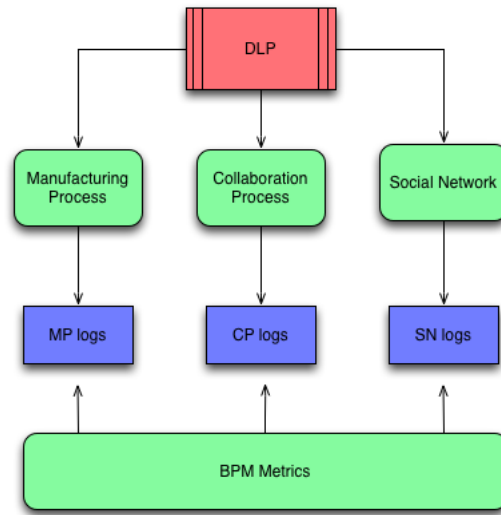 DLP
Manufacturing
Process
Collaboration
Process
Social Network
MP logs
CP logs
SN logs
BPM Metrics